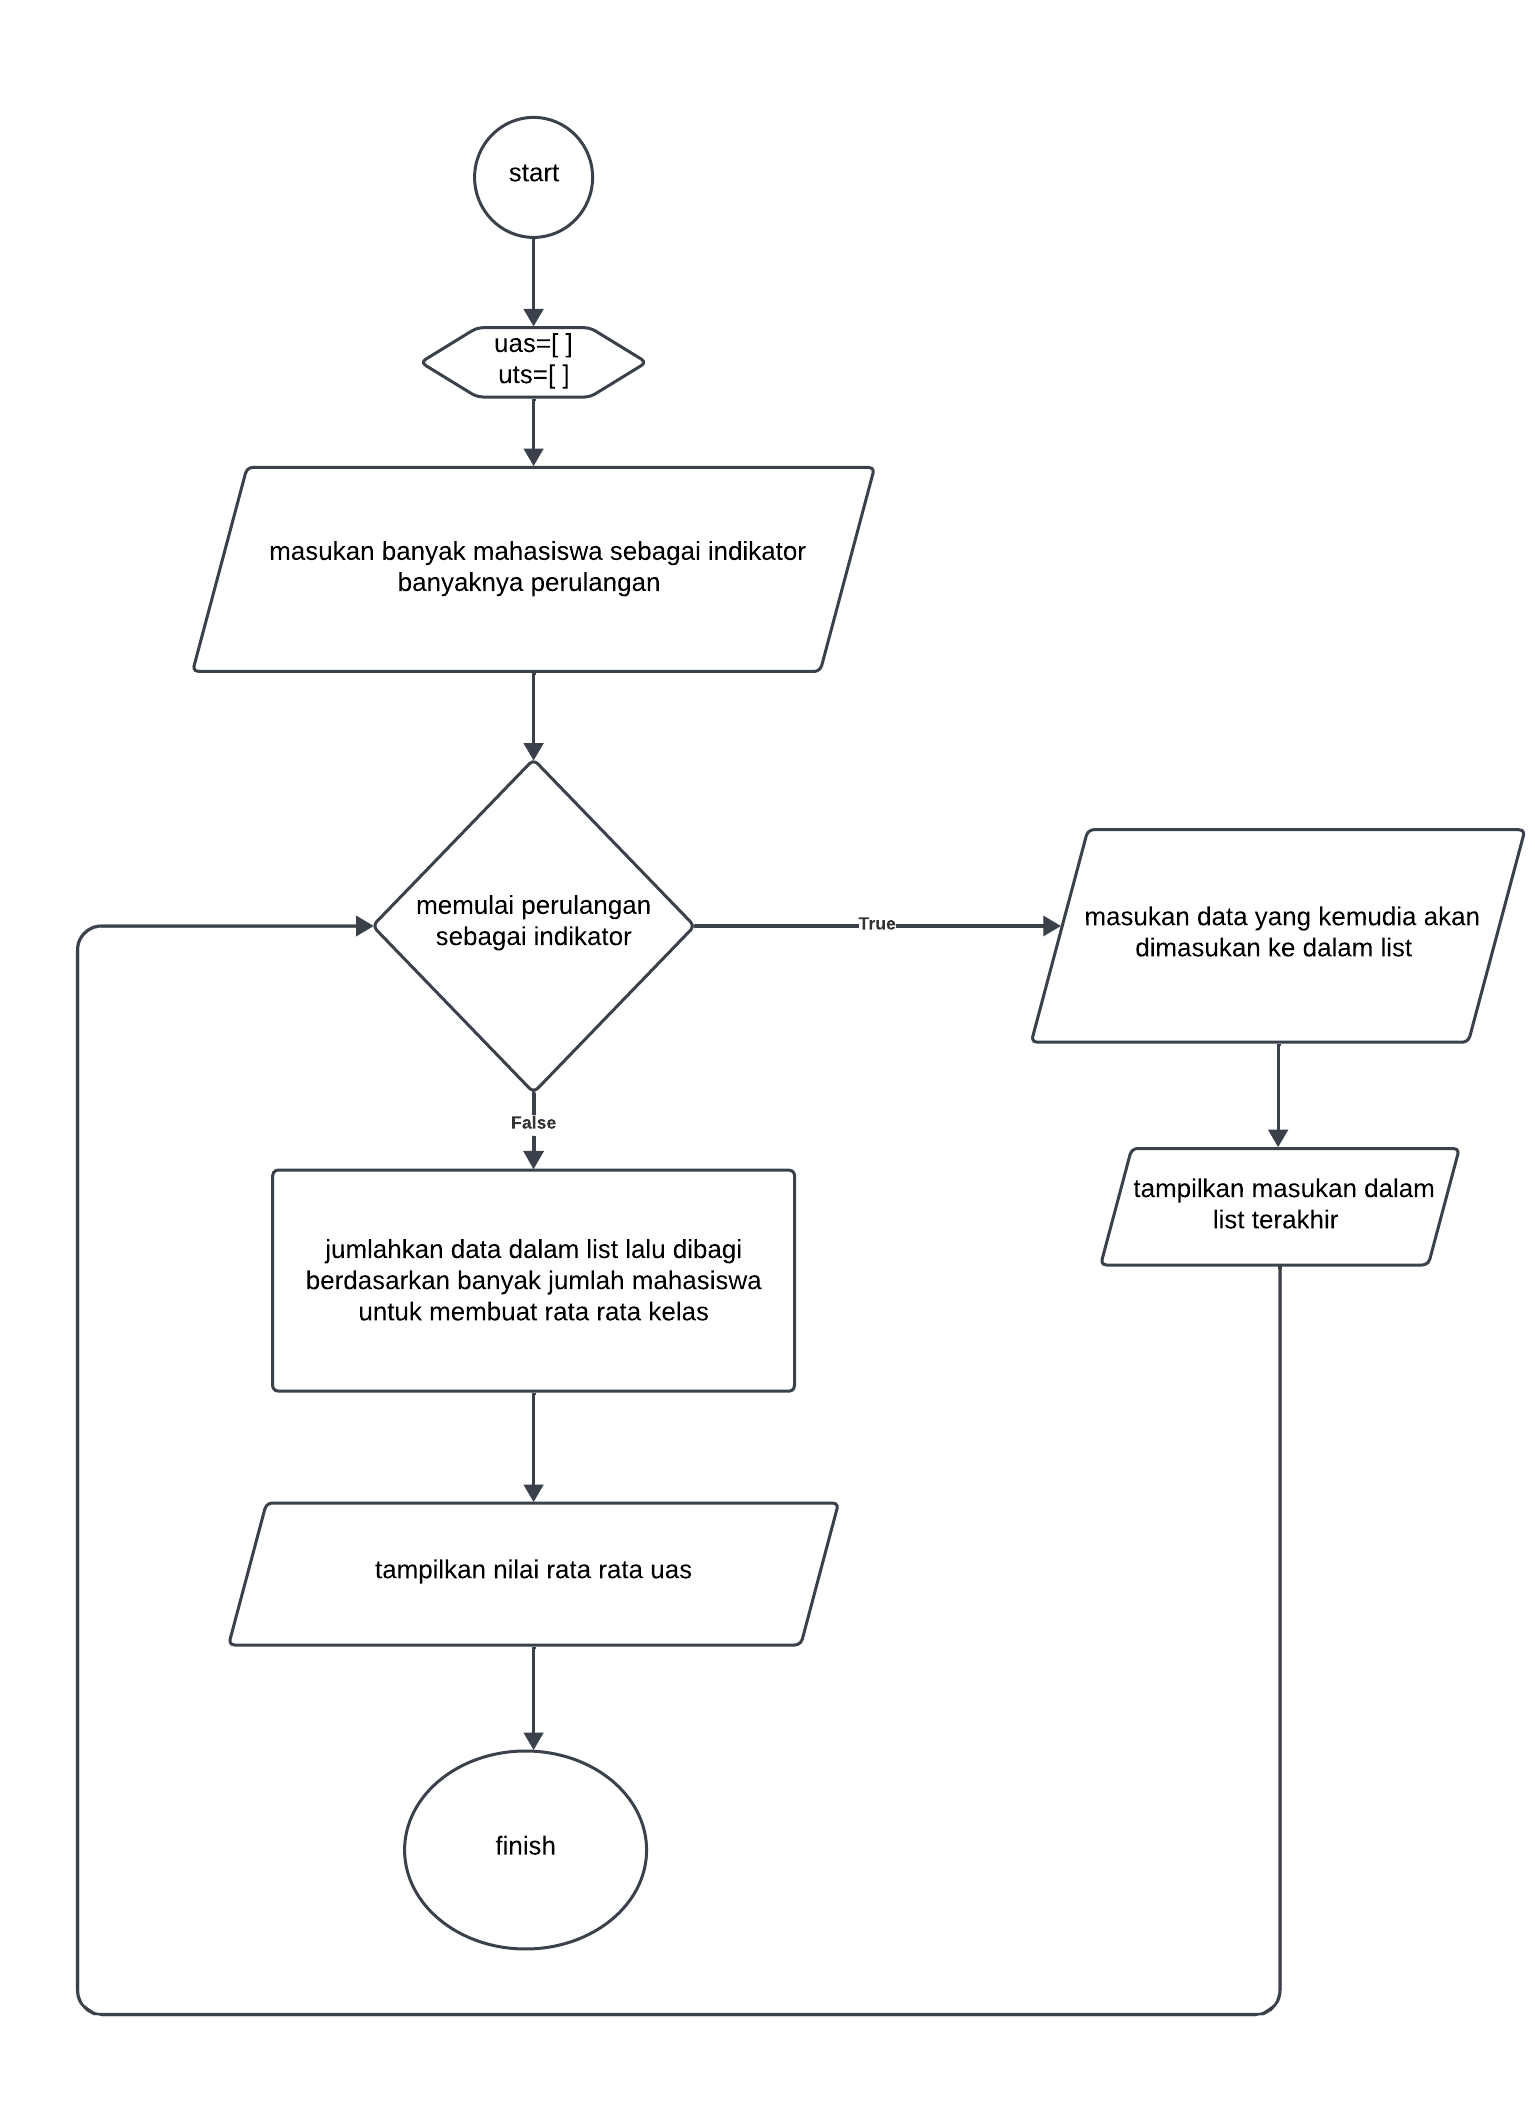 start
uas=[ ]
uts=[ ]
masukan banyak mahasiswa sebagai indikator
banyaknya perulangan
memulai perulangan
sebagai indikator
True
masukan data yang kemudia akan
dimasukan ke dalam list
tampilkan masukan dalam
list terakhir
False
jumlahkan data dalam list lalu dibagi
berdasarkan banyak jumlah mahasiswa
untuk membuat rata rata kelas
tampilkan nilai rata rata uas
finish